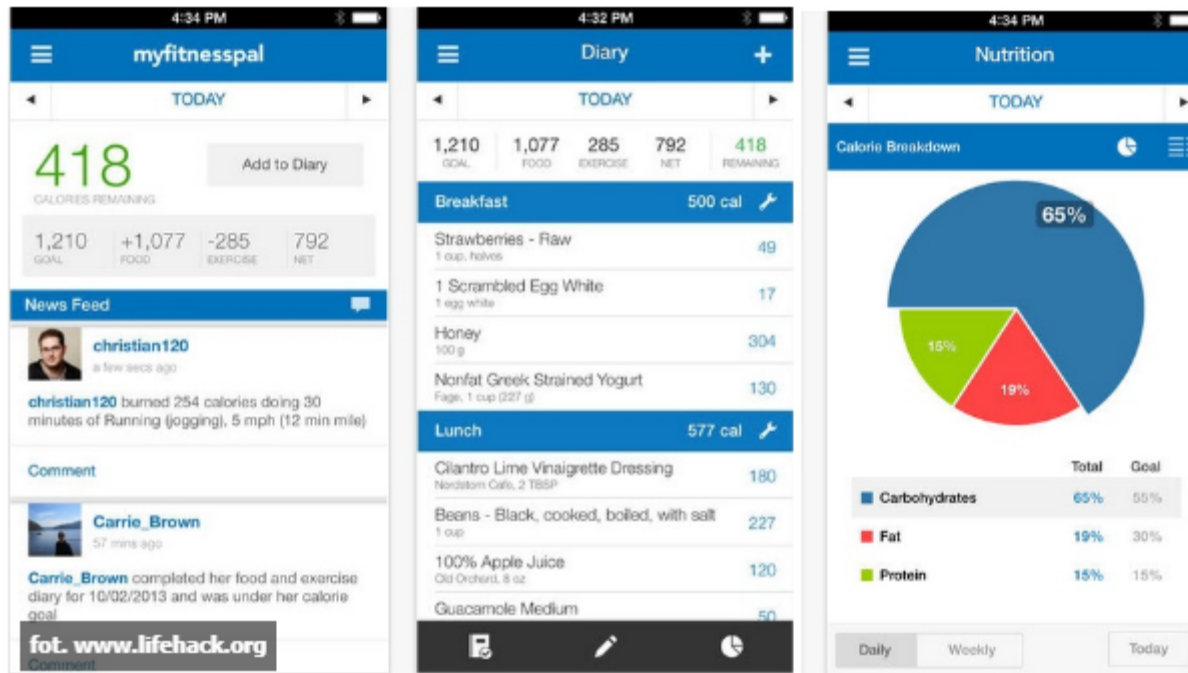 4:34 PM
myfitnesspal
TODAY
418
CALORIES REMAINING
Add to Diary
1,210 +1,077 -285 792
GOAL FOOD EXERCISE NET
News Feed
christian120
a few secs ago
christian120 burned 254 calories doing 30
minutes of Running (jogging), 5 mph (12 min mile)
Comment
Carrie_Brown
57 mins ago
Carrie_Brown completed her food and exercise
diary for 10/02/2013 and was under her calorie
goal
fot. www.lifehack.org
Comment
4:32 PM
Diary
+
TODAY
1,210 1,077 285 792 418
GOAL FOOD EXERCISE NET REMAINING
Breakfast 500 cal
Strawberries - Raw 49
1 cup, halves
1 Scrambled Egg White 17
1 egg white
Honey 304
100 g
Nonfat Greek Strained Yogurt 130
Fage, 1 cup (227 g)
Lunch 577 cal
Cilantro Lime Vinaigrette Dressing 180
Nordstom Cafe, 2 TBSP
Beans - Black, cooked, boiled, with salt 227
1 cup
100% Apple Juice 120
Old Orchard, 8 oz
Guacamole Medium 50
4:34 PM
Nutrition
TODAY
Calorie Breakdown
65%
15%
19%
Total Goal
Carbohydrates 65% 55%
Fat 19% 30%
Protein 15% 15%
Daily Weekly Today